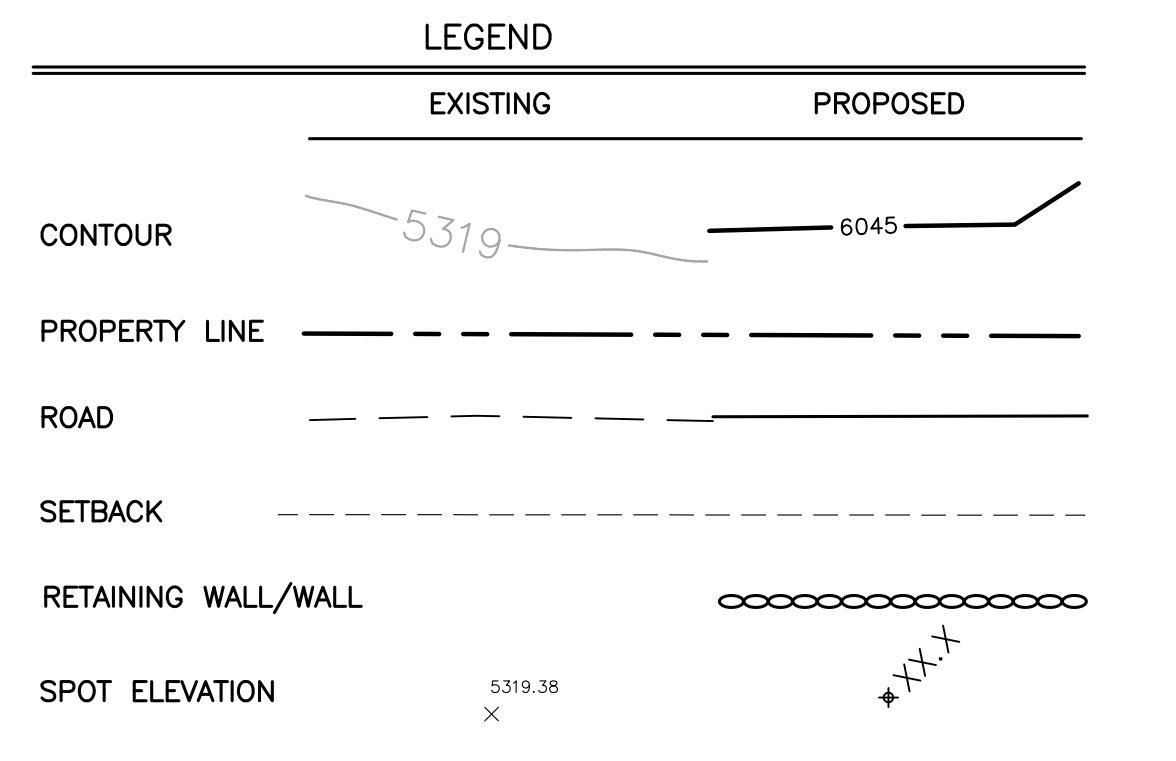 LEGEND
EXISTING PROPOSED
CONTOUR 5319 6045
PROPERTY LINE
ROAD
SETBACK
RETAINING WALL/WALL
XX.X
SPOT ELEVATION 5319.38